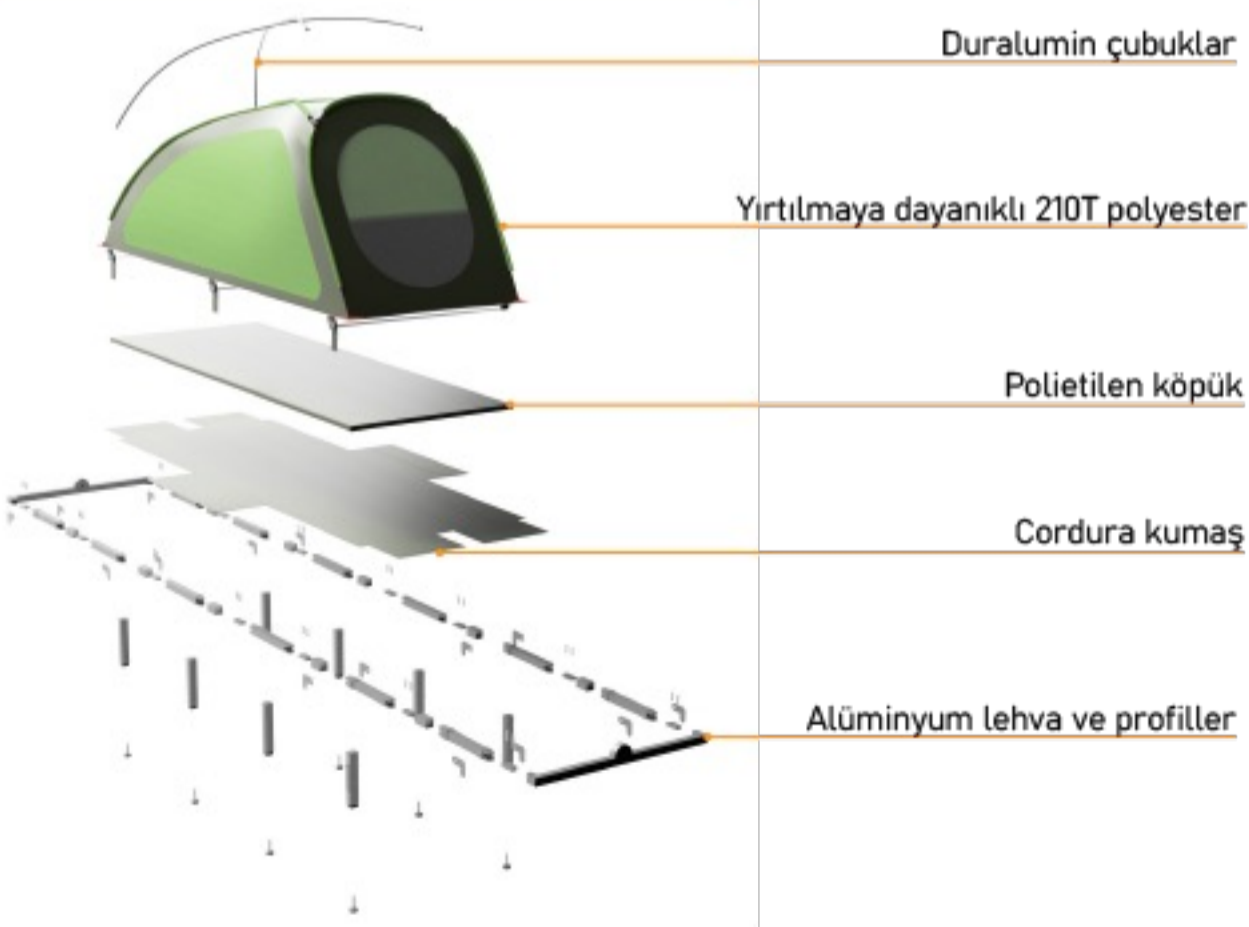 Duralumin çubuklar
Yırtılmaya dayanıklı 210T polyester
Polietilen köpük
Cordura kumaş
Alüminyum lehva ve profiller